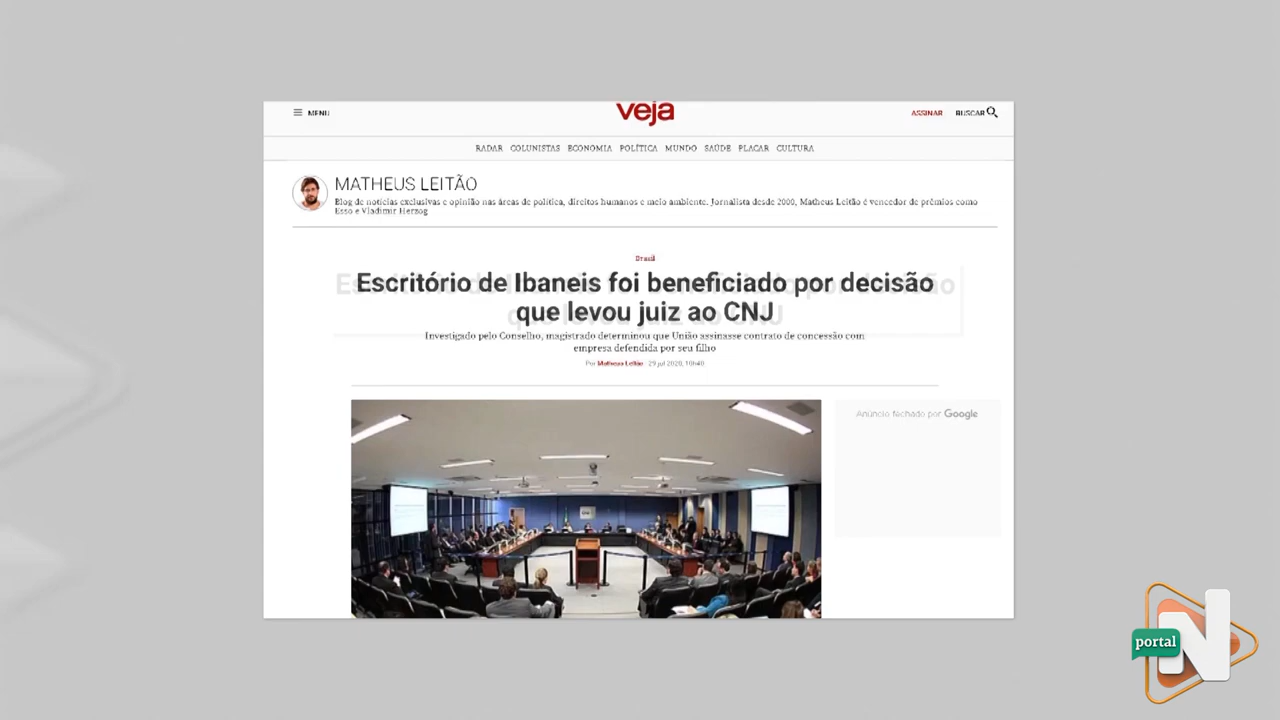 MENU
veja
ASSINAR
BUSCAR
RADAR COLUNISTAS ECONOMIA POLÍTICA MUNDO SAÚDE PLACAR CULTURA
MATHEUS LEITÃO
Blog de notícias exclusivas e opinião nas áreas de política, direitos humanos e meio ambiente. Jornalista desde 2000, Matheus Leitão é vencedor de prêmios como
Esso e Vladimir Herzog
Brasil
Escritório de Ibaneis foi beneficiado por decisão
que levou juiz ao CNJ
Investigado pelo Conselho, magistrado determinou que União assinasse contrato de concessão com
empresa defendida por seu filho
Por Matheus Leitão 29 jul 2020, 10h40
Anúncio fechado por Google
portal
N